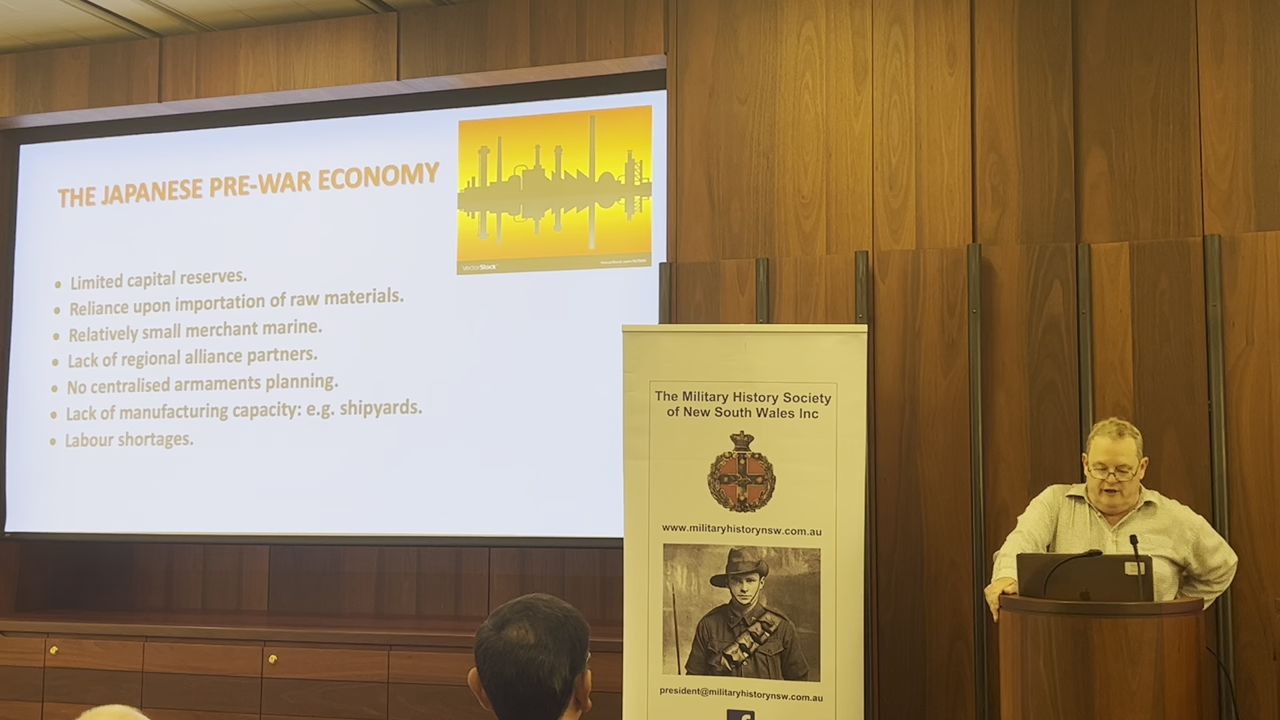 THE JAPANESE PRE-WAR ECONOMY
VectorStock
• Limited capital reserves.
• Reliance upon importation of raw materials.
• Relatively small merchant marine.
• Lack of regional alliance partners.
• No centralised armaments planning.
• Lack of manufacturing capacity: e.g. shipyards.
• Labour shortages.
The Military History Society
of New South Wales Inc
www.militaryhistorynsw.com.au
president@militaryhistorynsw.com.au